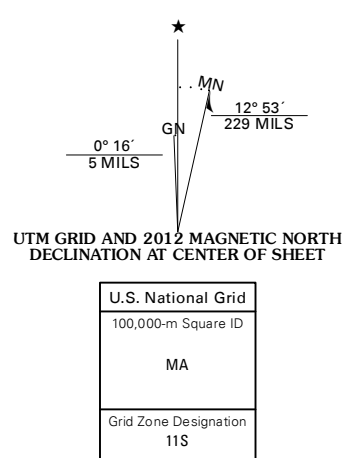 ★
MN
GN
12° 53´
229 MILS
0° 16´
5 MILS
UTM GRID AND 2012 MAGNETIC NORTH
DECLINATION AT CENTER OF SHEET
U.S. National Grid
100,000-m Square ID
MA
Grid Zone Designation
11S